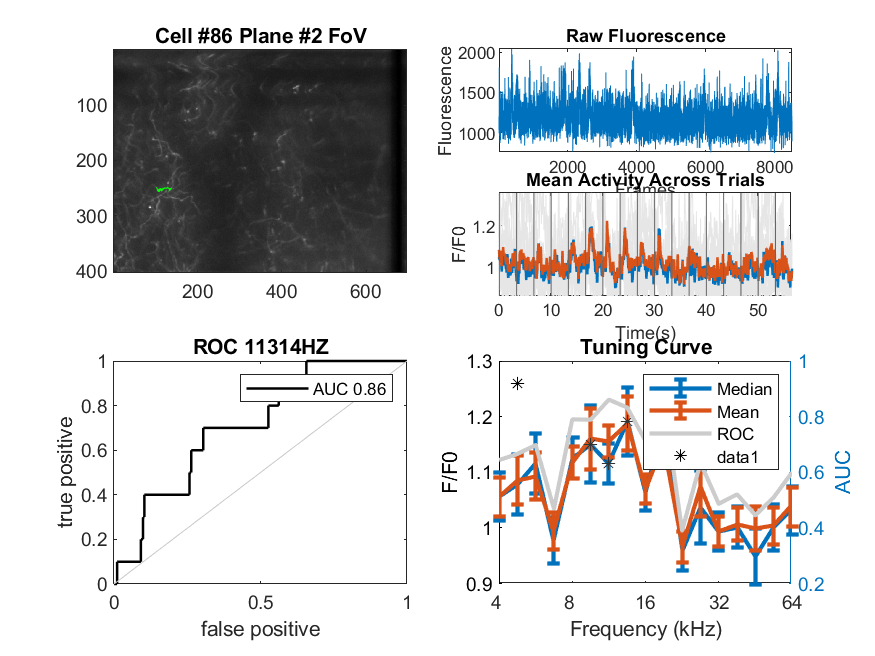 Cell #86 Plane #2 FoV
100
200
300
400
200
400
600
Raw Fluorescence
Fluorescence
2000
1500
1000
2000
4000
6000
8000
Frames
Mean Activity Across Trials
F/F0
1.2
1
0
10
20
30
40
50
Time(s)
ROC 11314HZ
true positive
1
0.8
0.6
0.4
0.2
0
AUC 0.86
0
0.5
1
false positive
Tuning Curve
F/F0
1.3
1.2
1.1
1
0.9
Median
Mean
ROC
data1
1
0.8
0.6
0.4
0.2
AUC
4
8
16
32
64
Frequency (kHz)